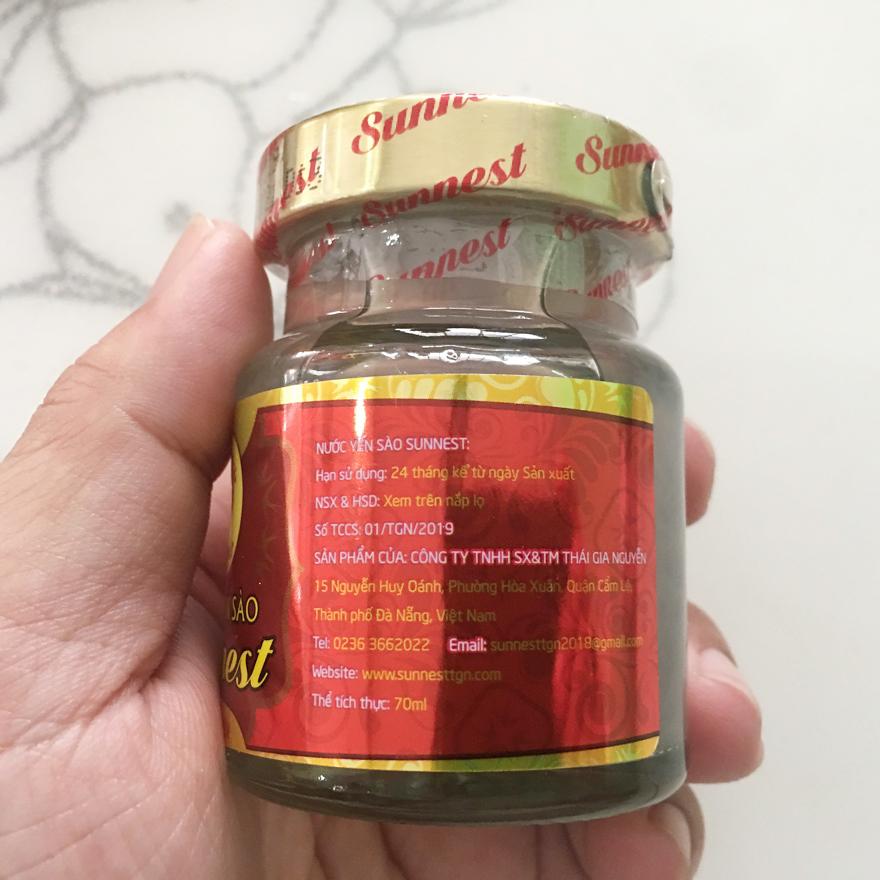 Sunnest
Sunnest
Sunnest
Sunnest
NƯỚC YẾN SÀO SUNNEST:
Hạn sử dụng: 24 tháng kể từ ngày Sản xuất
NSX & HSD: Xem trên nắp lọ
Số TCCS: 01/TGN/2019
SẢN PHẨM CỦA: CÔNG TY TNHH SX&TM THÁI GIA NGUYỄN
15 Nguyễn Huy Oánh, Phường Hòa Xuân, Quận Cẩm Lệ,
Thành phố Đà Nẵng, Việt Nam
Tel: 0236 3662022 Email: sunnesttgn2018@gmail.com
Website: www.sunnesttgn.com
Thể tích thực: 70ml
SÀO
nest